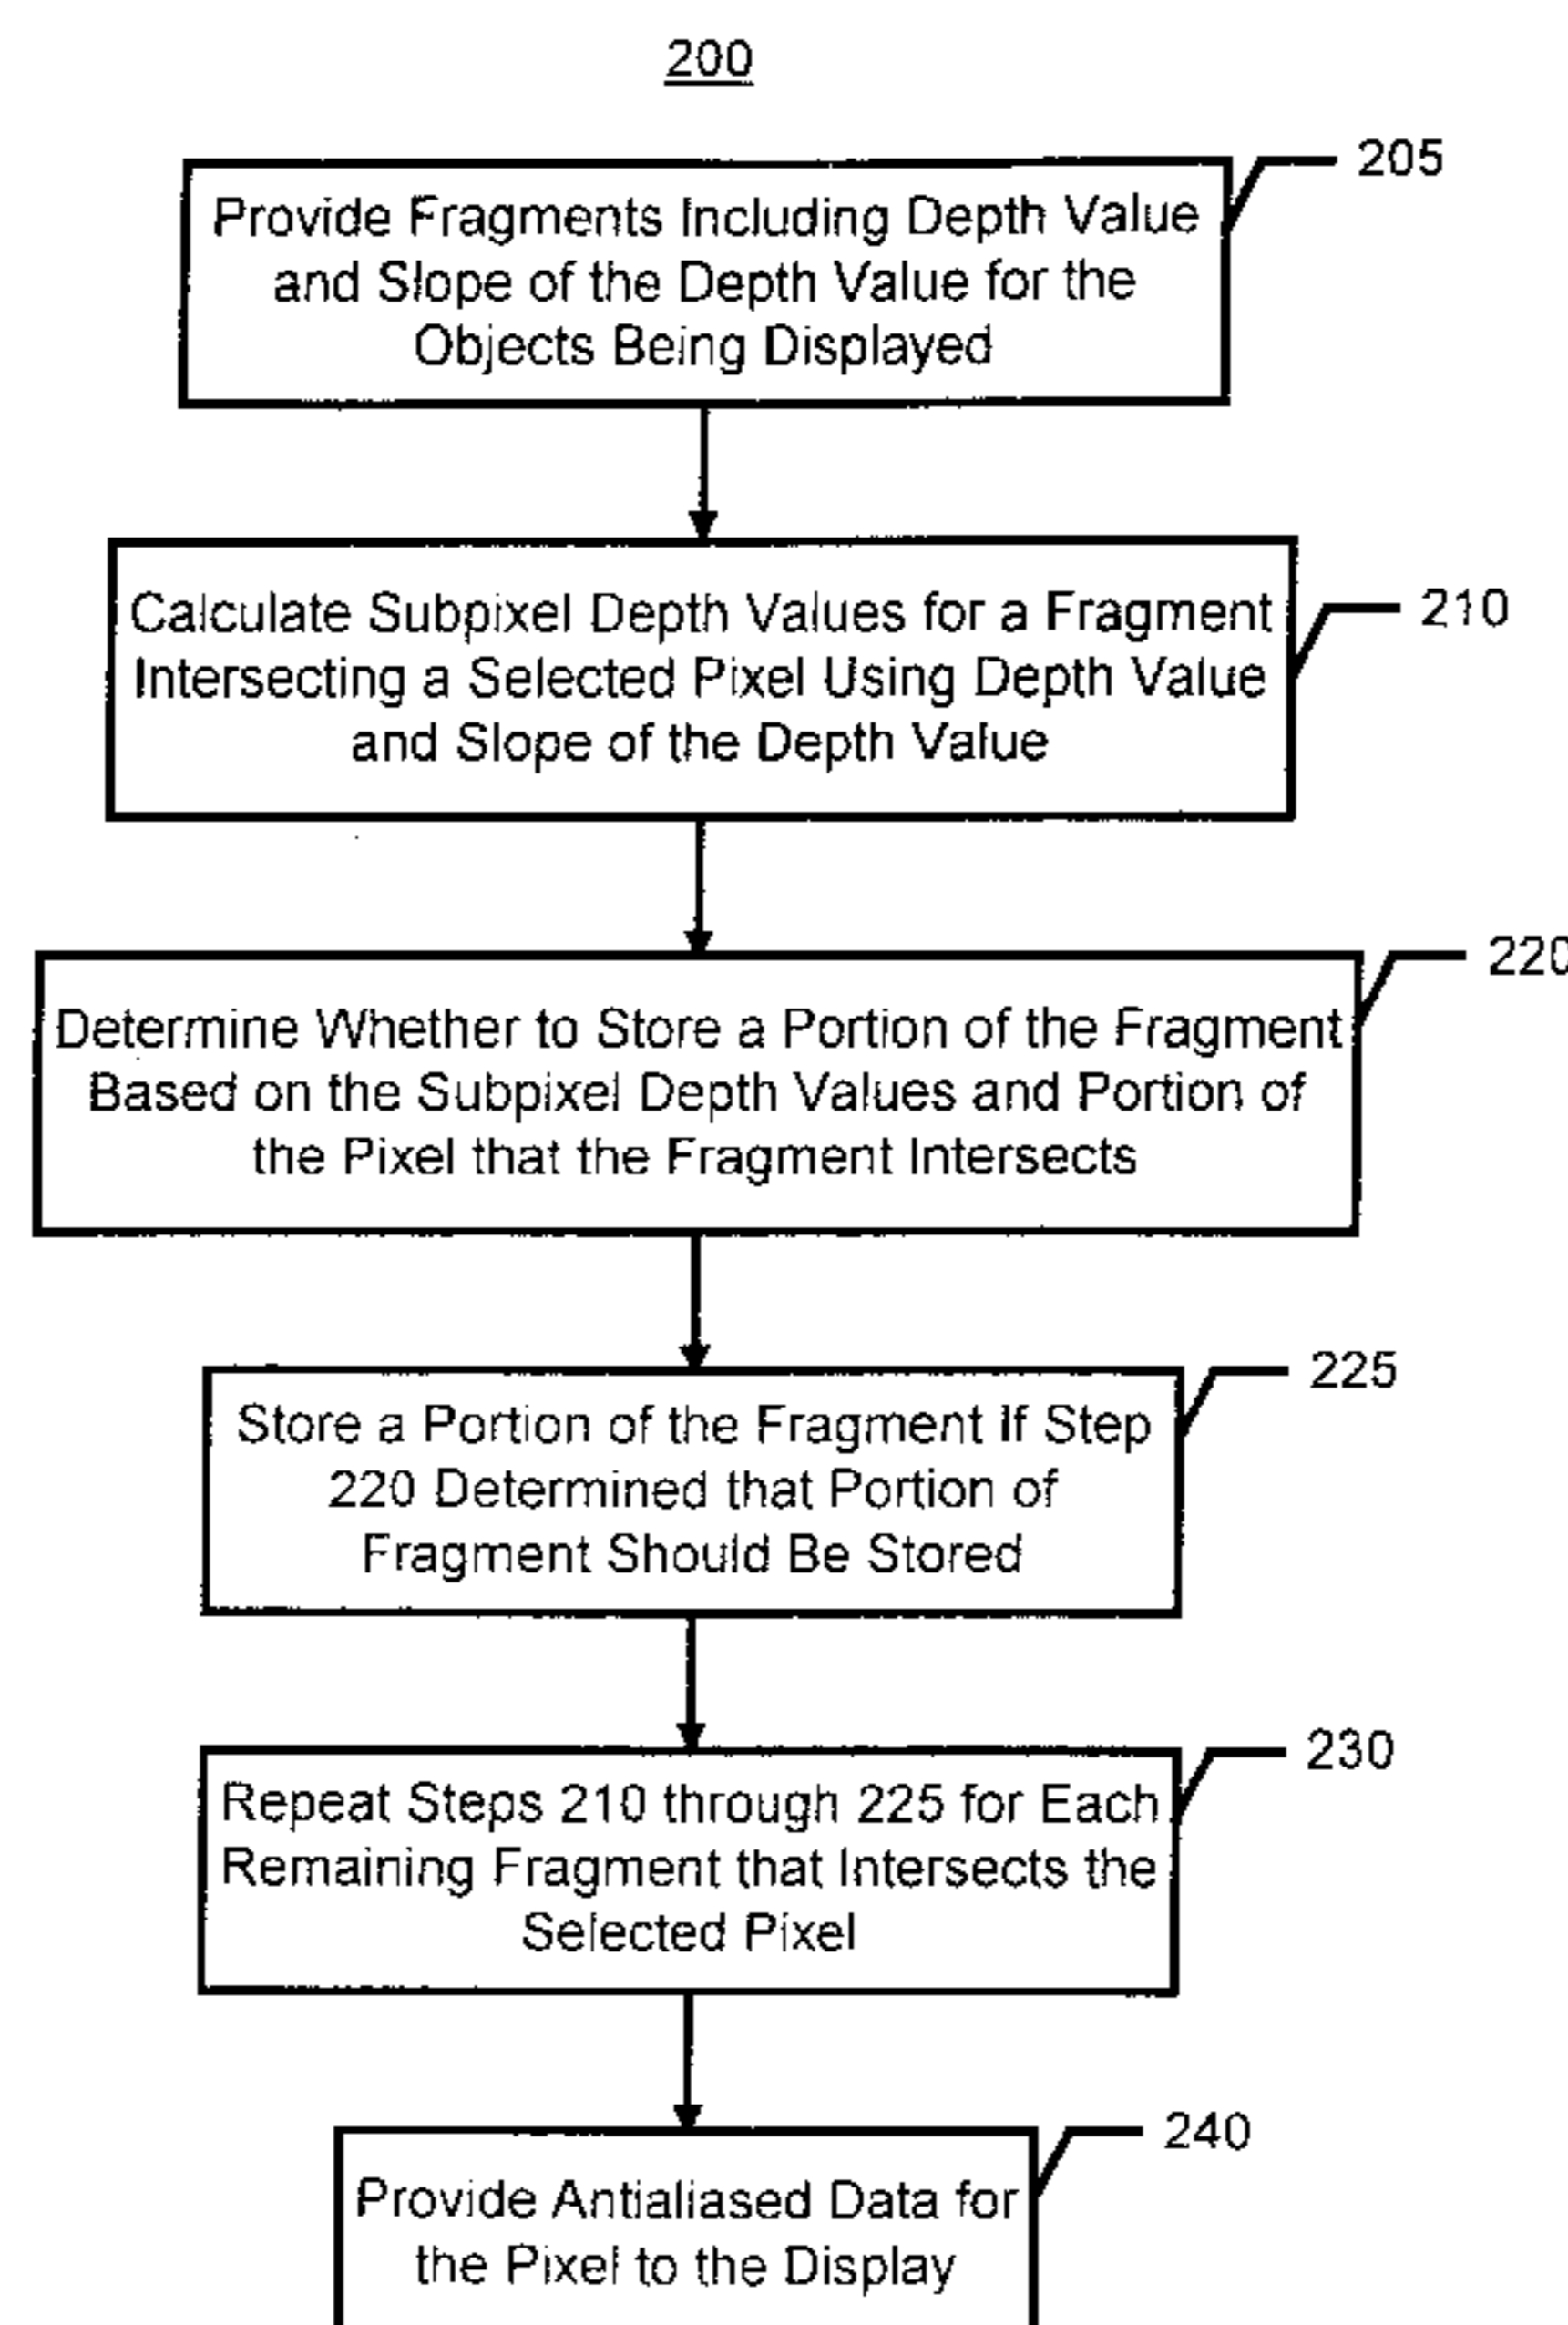 200
205
Provide Fragments Including Depth Value
and Slope of the Depth Value for the
Objects Being Displayed
210
Calculate Subpixel Depth Values for a Fragment
Intersecting a Selected Pixel Using Depth Value
and Slope of the Depth Value
220
Determine Whether to Store a Portion of the Fragment
Based on the Subpixel Depth Values and Portion of
the Pixel that the Fragment Intersects
225
Store a Portion of the Fragment If Step
220 Determined that Portion of
Fragment Should Be Stored
230
Repeat Steps 210 through 225 for Each
Remaining Fragment that Intersects the
Selected Pixel
240
Provide Antialiased Data for
the Pixel to the Display